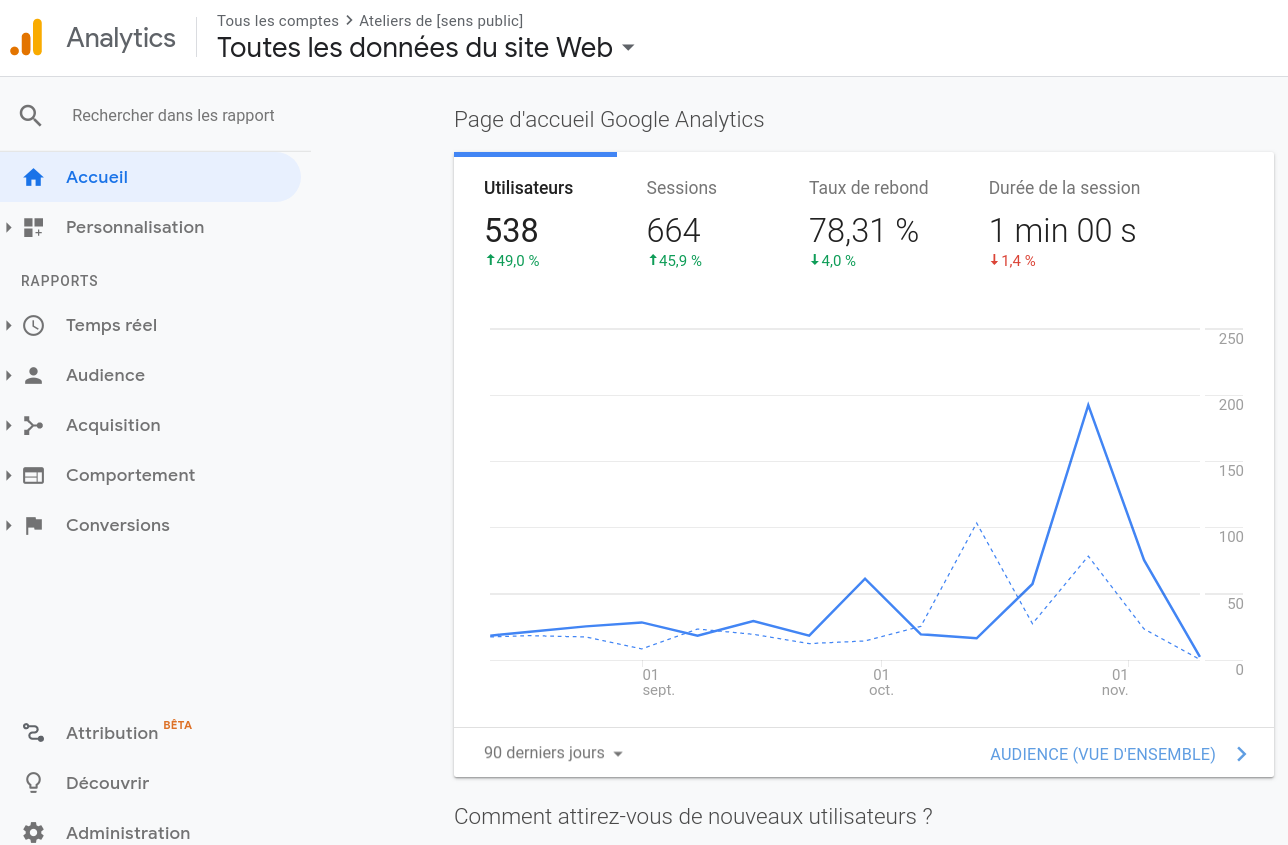 Analytics
Tous les comptes > Ateliers de [sens public]
Toutes les données du site Web
Rechercher dans les rapport
Accueil
Personnalisation
RAPPORTS
Temps réel
Audience
Acquisition
Comportement
Conversions
Attribution BÊTA
Découvrir
Administration
Page d'accueil Google Analytics
Utilisateurs Sessions Taux de rebond Durée de la session
538 664 78,31 % 1 min 00 s
↑49,0 % ↑45,9 % ↓4,0 % ↓1,4 %
250
200
150
100
50
0
01 01 01
sept. oct. nov.
90 derniers jours AUDIENCE (VUE D'ENSEMBLE)
Comment attirez-vous de nouveaux utilisateurs ?